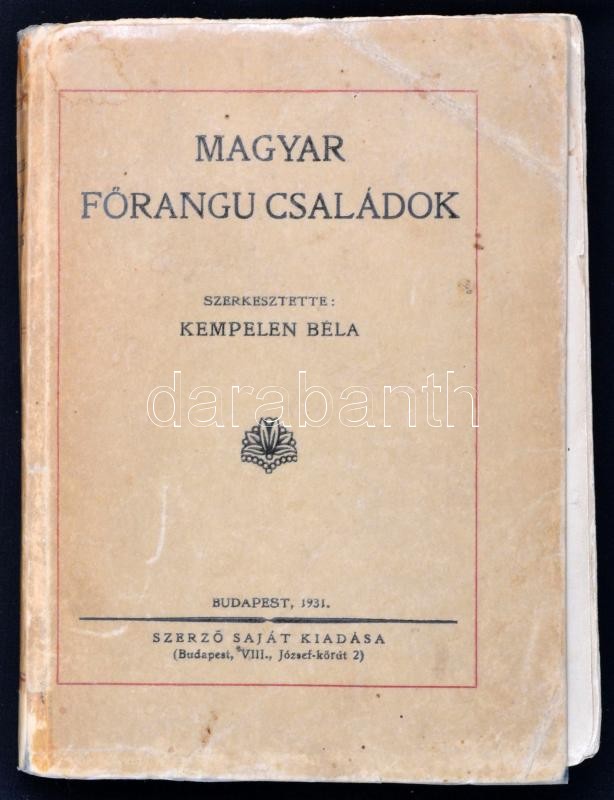 MAGYAR
FŐRANGU CSALÁDOK
SZERKESZTETTE:
KEMPELEN BÉLA
darabanth
BUDAPEST, 1931.
SZERZŐ SAJÁT KIADÁSA
(Budapest, VIII., József-körút 2)